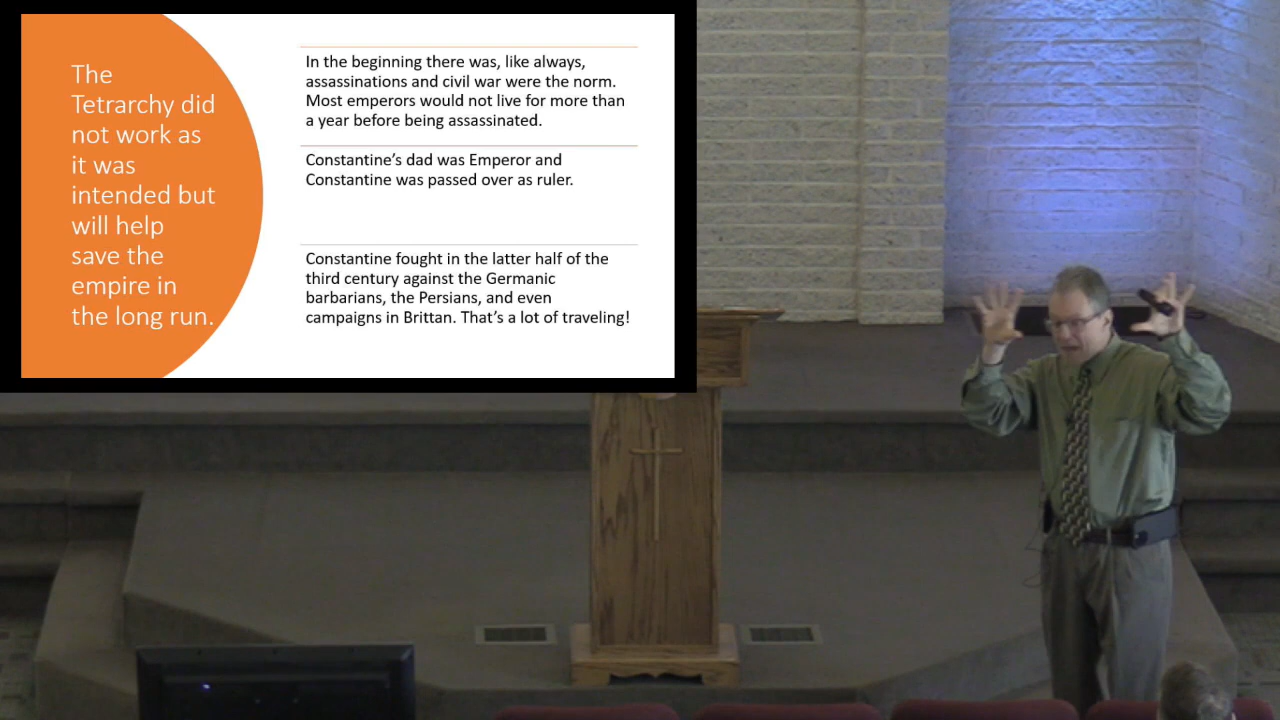 The
Tetrarchy did
not work as
it was
intended but
will help
save the
empire in
the long run.
In the beginning there was, like always,
assassinations and civil war were the norm.
Most emperors would not live for more than
a year before being assassinated.
Constantine's dad was Emperor and
Constantine was passed over as ruler.
Constantine fought in the latter half of the
third century against the Germanic
barbarians, the Persians, and even
campaigns in Brittan. That's a lot of traveling!